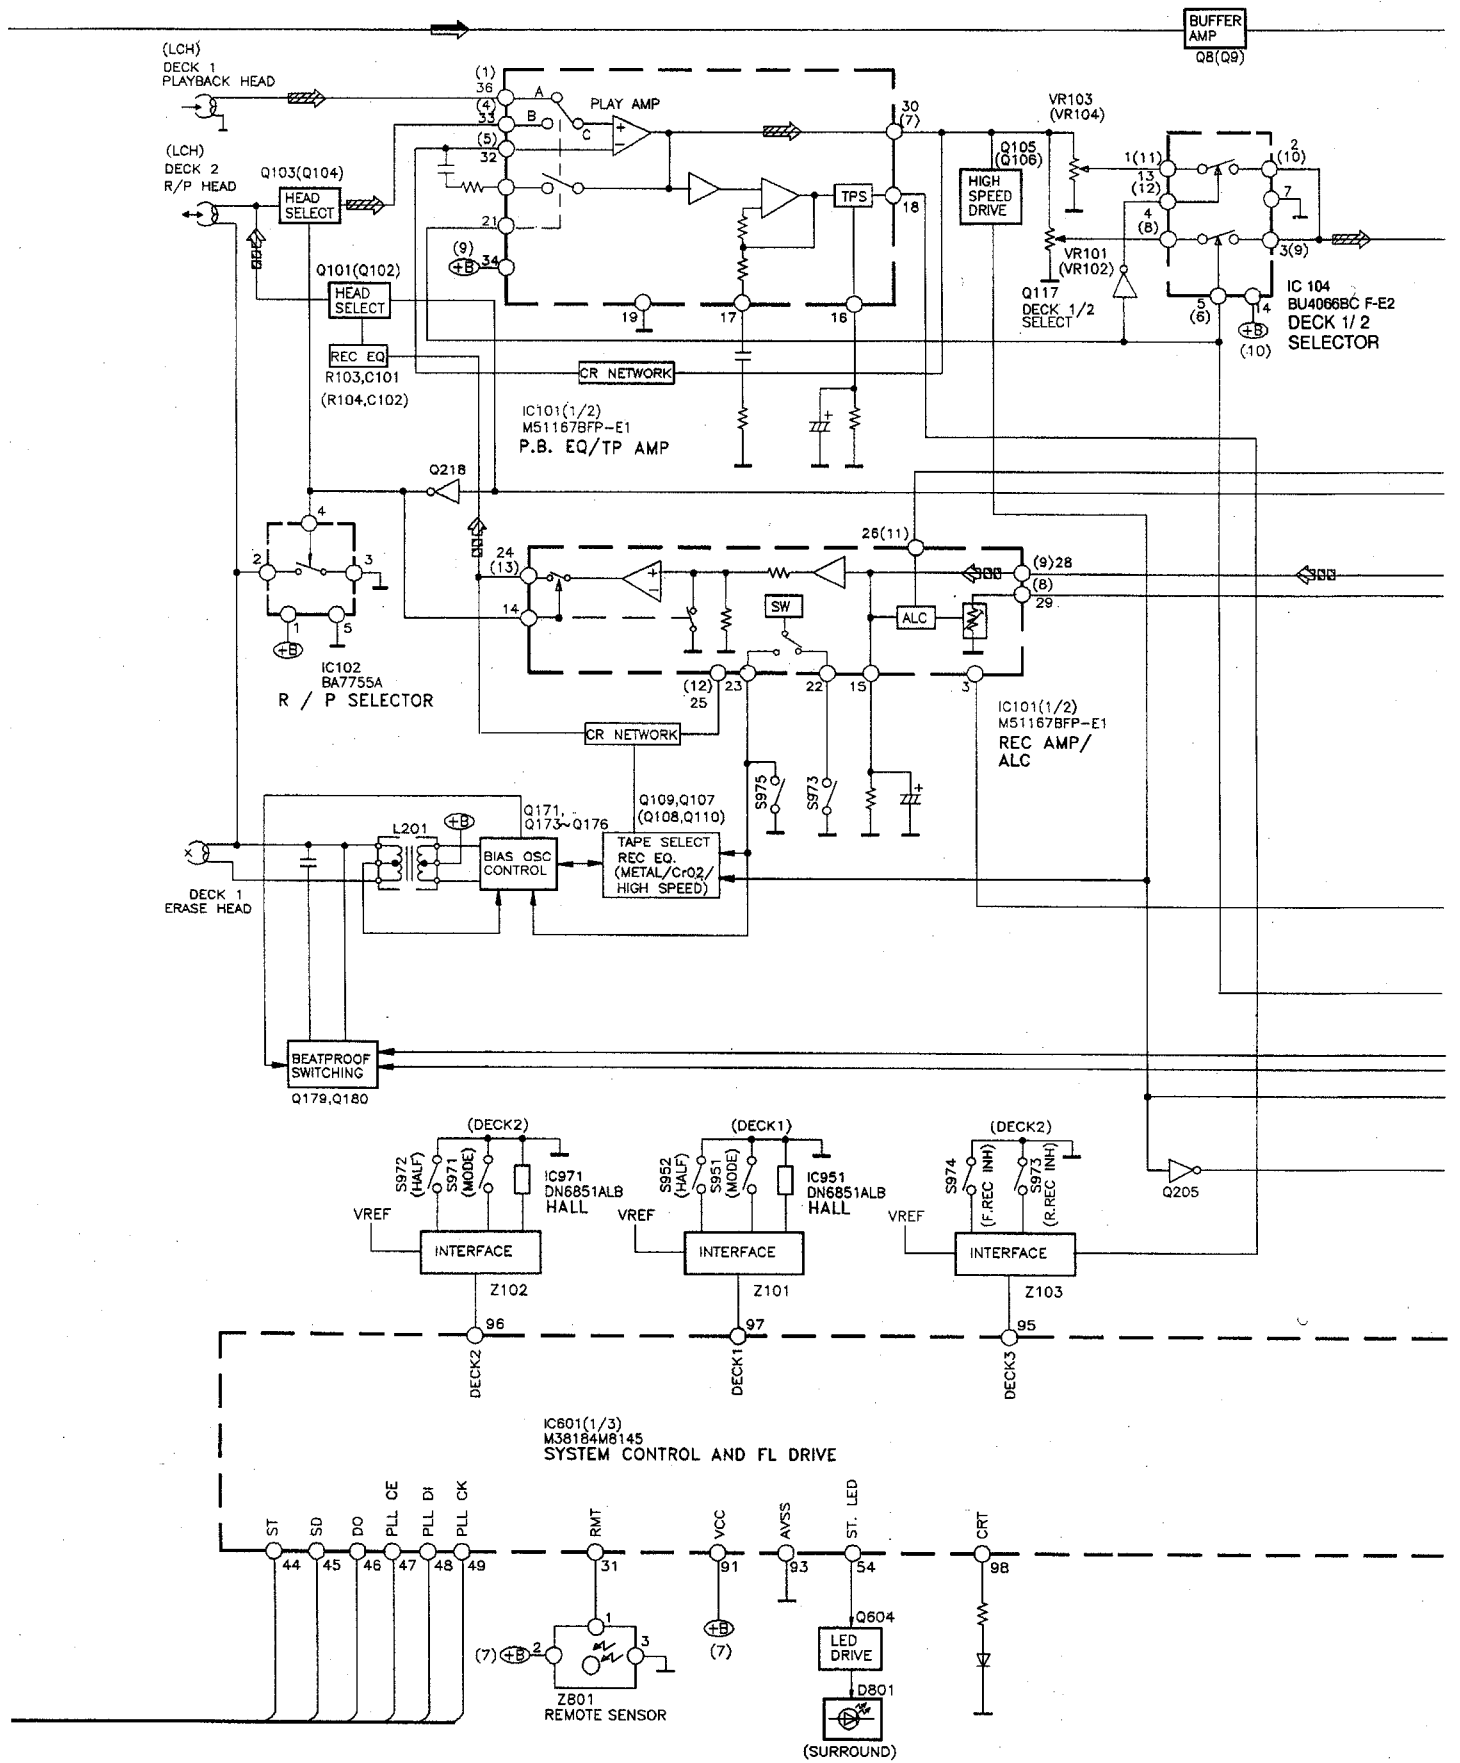 BUFFER
AMP
Q8(Q9)
(LCH)
DECK 1
PLAYBACK HEAD
(1)
36
(4)
33
(5)
32
A
B
C
PLAY AMP
30
(7)
VR103
(VR104)
(LCH)
DECK 2
R/P HEAD
Q103(Q104)
HEAD
SELECT
21
(9)
+B
34
TPS
18
Q105
(Q106)
HIGH
SPEED
DRIVE
1(11)
13
(12)
4
(8)
2
(10)
7
3(9)
VR101
(VR102)
Q117
DECK 1/2
SELECT
5
(6)
14
+B
(10)
IC 104
BU4066BC F-E2
DECK 1/ 2
SELECTOR
Q101(Q102)
HEAD
SELECT
REC EQ
R103,C101
(R104,C102)
19
17
16
CR NETWORK
IC101(1/2)
M51167BFP-E1
P.B. EQ/TP AMP
Q218
4
2
3
1
5
+B
IC102
BA7755A
R / P SELECTOR
24
(13)
14
26(11)
(9)28
(8)
29
SW
ALC
(12)
25
23
22
15
3
IC101(1/2)
M51167BFP-E1
REC AMP/
ALC
CR NETWORK
S975
S973
Q109,Q107
(Q108,Q110)
TAPE SELECT
REC EQ.
(METAL/CrO2/
HIGH SPEED)
Q171,
Q173~Q176
BIAS OSC
CONTROL
L201
+B
DECK 1
ERASE HEAD
BEATPROOF
SWITCHING
Q179,Q180
(DECK2)
S972
(HALF)
S971
(MODE)
IC971
DN6851ALB
HALL
VREF
INTERFACE
Z102
(DECK1)
S952
(HALF)
S951
(MODE)
IC951
DN6851ALB
HALL
VREF
INTERFACE
Z101
(DECK2)
S974
(F.REC INH)
S973
(R.REC INH)
VREF
INTERFACE
Z103
Q205
96
97
95
DECK2
DECK1
DECK3
IC601(1/3)
M38184M8145
SYSTEM CONTROL AND FL DRIVE
ST
SD
DO
PLL CE
PLL DI
PLL CK
RMT
VCC
AVSS
ST. LED
CRT
44
45
46
47
48
49
31
91
93
54
98
(7)
+B
2
1
3
Z801
REMOTE SENSOR
+B
(7)
Q604
LED
DRIVE
D801
(SURROUND)